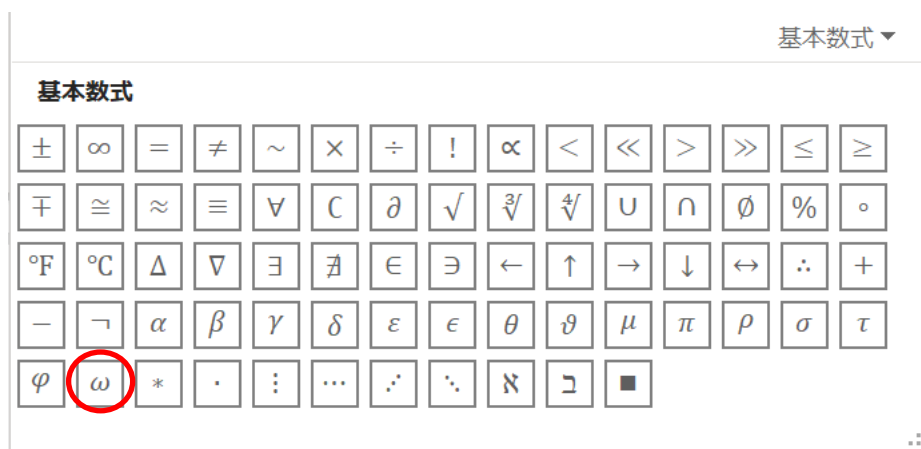 基本数式
基本数式
± ∞ = ≠ ~ × ÷ ! ∝ < ≪ > ≫ ≤ ≥
∓ ≅ ≈ ≡ ∀ ∁ ∂ √ ∛ ∜ ∪ ∩ ∅ % °
℉ ℃ ∆ ∇ ∃ ∄ ∈ ∋ ← ↑ → ↓ ↔ ∴ +
− ¬ α β γ δ ε ϵ θ ϑ μ π ρ σ τ
φ ω ∗ ∙ ⋮ ⋯ ⋰ ⋱ ℵ ℶ ■